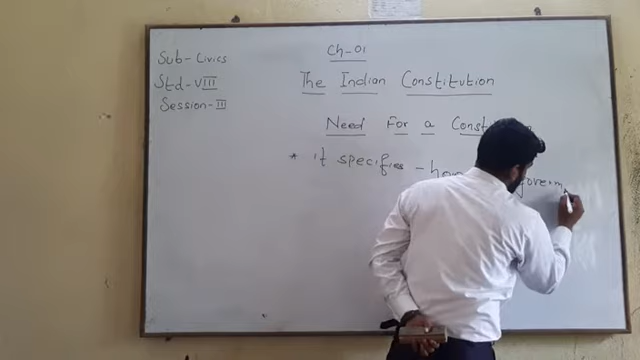 Sub- Civics
Std- VIII
Session- III
Ch-01
The Indian Constitution
Need For a
* it specifies -